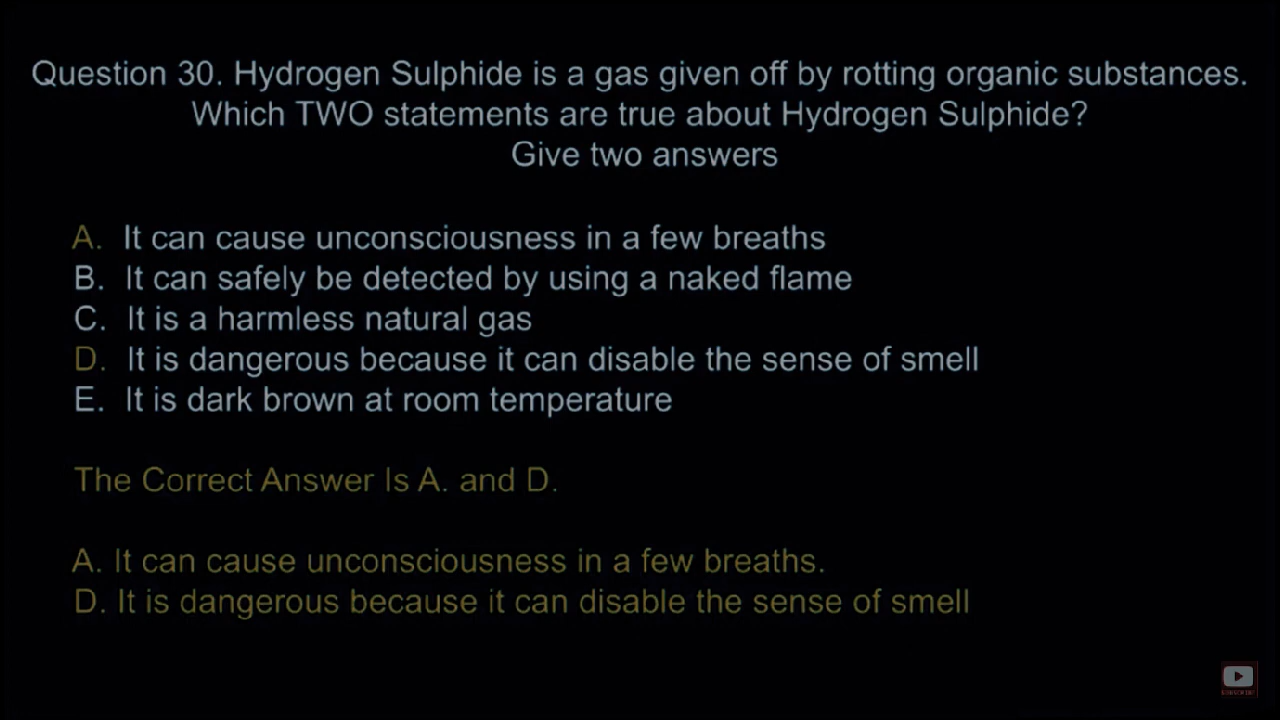 Question 30. Hydrogen Sulphide is a gas given off by rotting organic substances.
Which TWO statements are true about Hydrogen Sulphide?
Give two answers
A. It can cause unconsciousness in a few breaths
B. It can safely be detected by using a naked flame
C. It is a harmless natural gas
D. It is dangerous because it can disable the sense of smell
E. It is dark brown at room temperature
The Correct Answer Is A. and D.
A. It can cause unconsciousness in a few breaths.
D. It is dangerous because it can disable the sense of smell